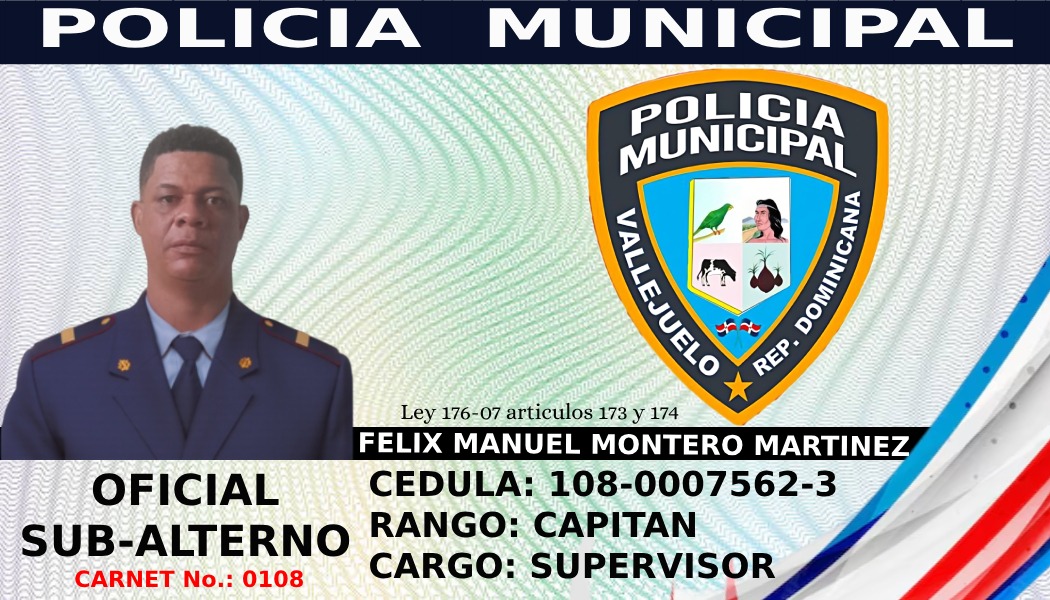 POLICIA MUNICIPAL
POLICIA
MUNICIPAL
VALLEJUELO
REP. DOMINICANA
Ley 176-07 articulos 173 y 174
FELIX MANUEL MONTERO MARTINEZ
OFICIAL
SUB-ALTERNO
CARNET No.: 0108
CEDULA: 108-0007562-3
RANGO: CAPITAN
CARGO: SUPERVISOR